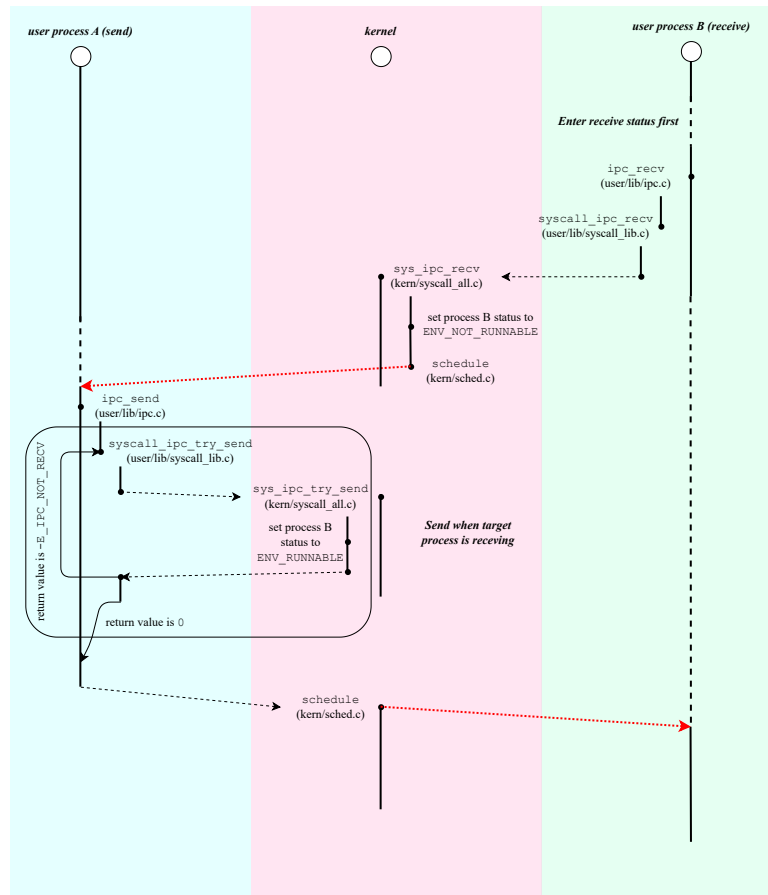 user process A (send)
kernel
user process B (receive)
Enter receive status first
ipc_recv
(user/lib/ipc.c)
syscall_ipc_recv
(user/lib/syscall_lib.c)
sys_ipc_recv
(kern/syscall_all.c)
set process B status to
ENV_NOT_RUNNABLE
schedule
(kern/sched.c)
ipc_send
(user/lib/ipc.c)
syscall_ipc_try_send
(user/lib/syscall_lib.c)
return value is -E_IPC_NOT_RECV
sys_ipc_try_send
(kern/syscall_all.c)
set process B
status to
ENV_RUNNABLE
Send when target
process is receving
return value is 0
schedule
(kern/sched.c)